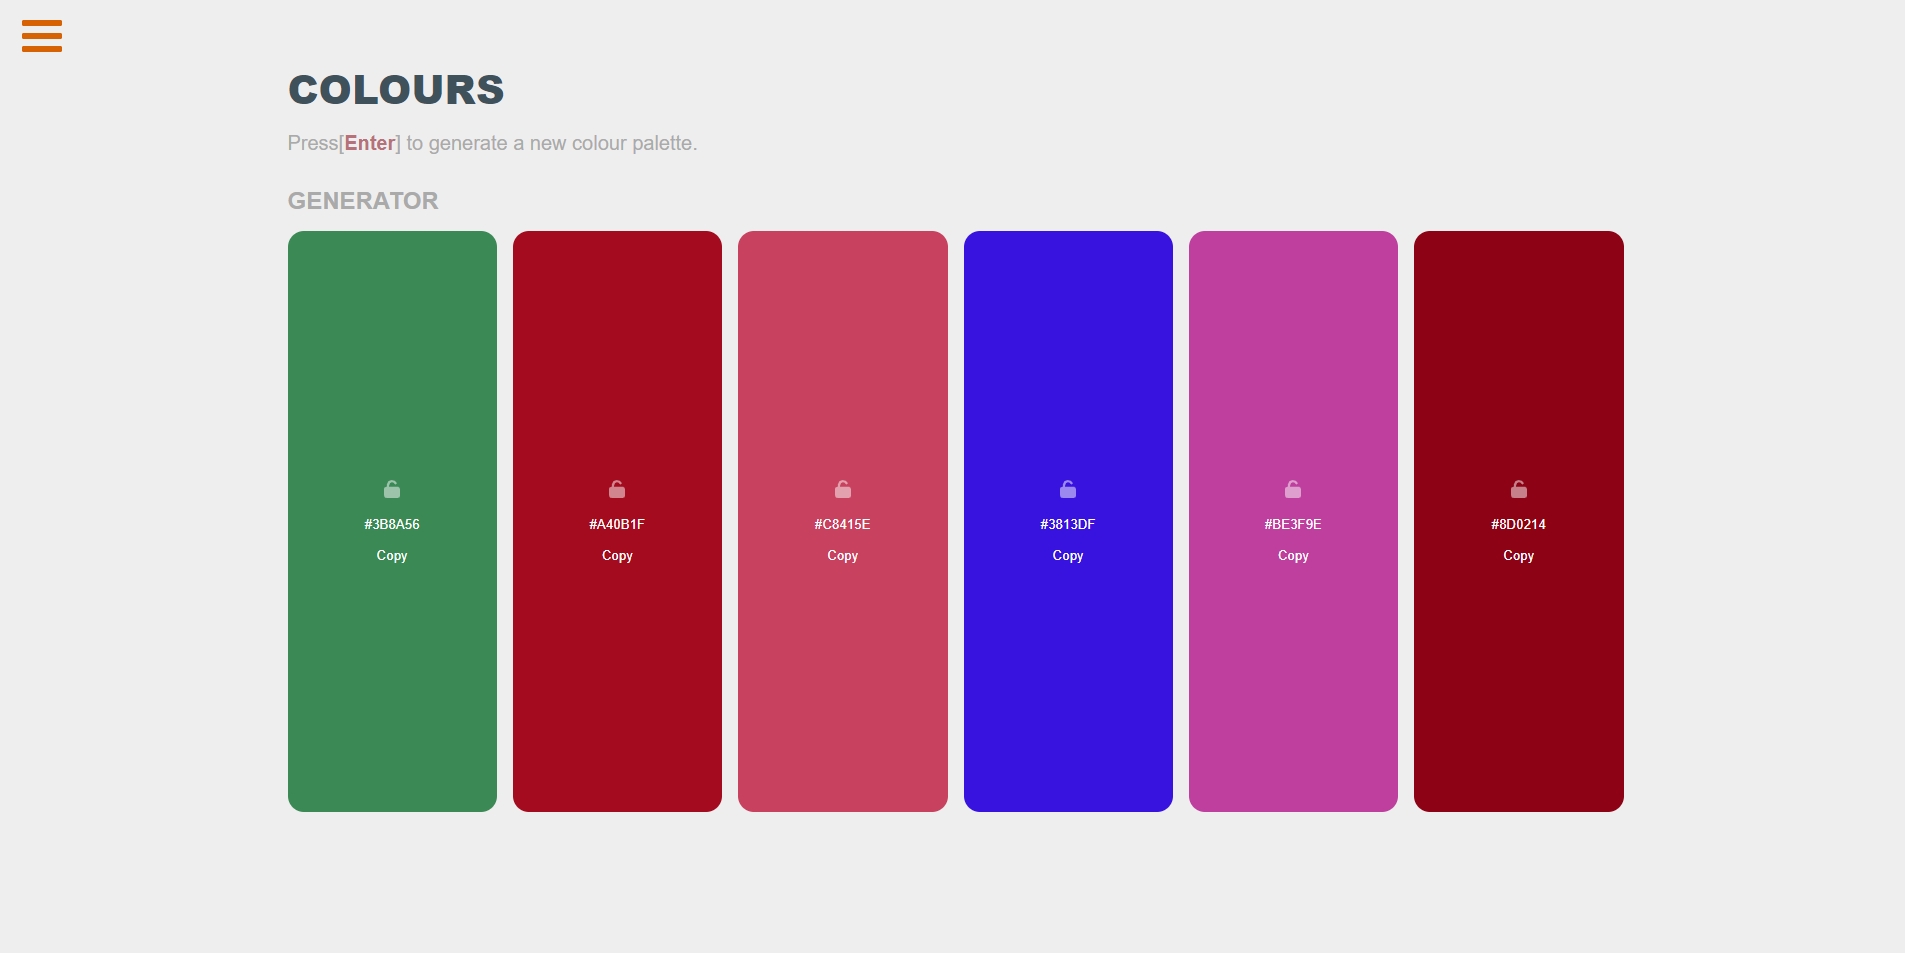 COLOURS
Press[Enter] to generate a new colour palette.
GENERATOR
#3B8A56
Copy
#A40B1F
Copy
#C8415E
Copy
#3813DF
Copy
#BE3F9E
Copy
#8D0214
Copy